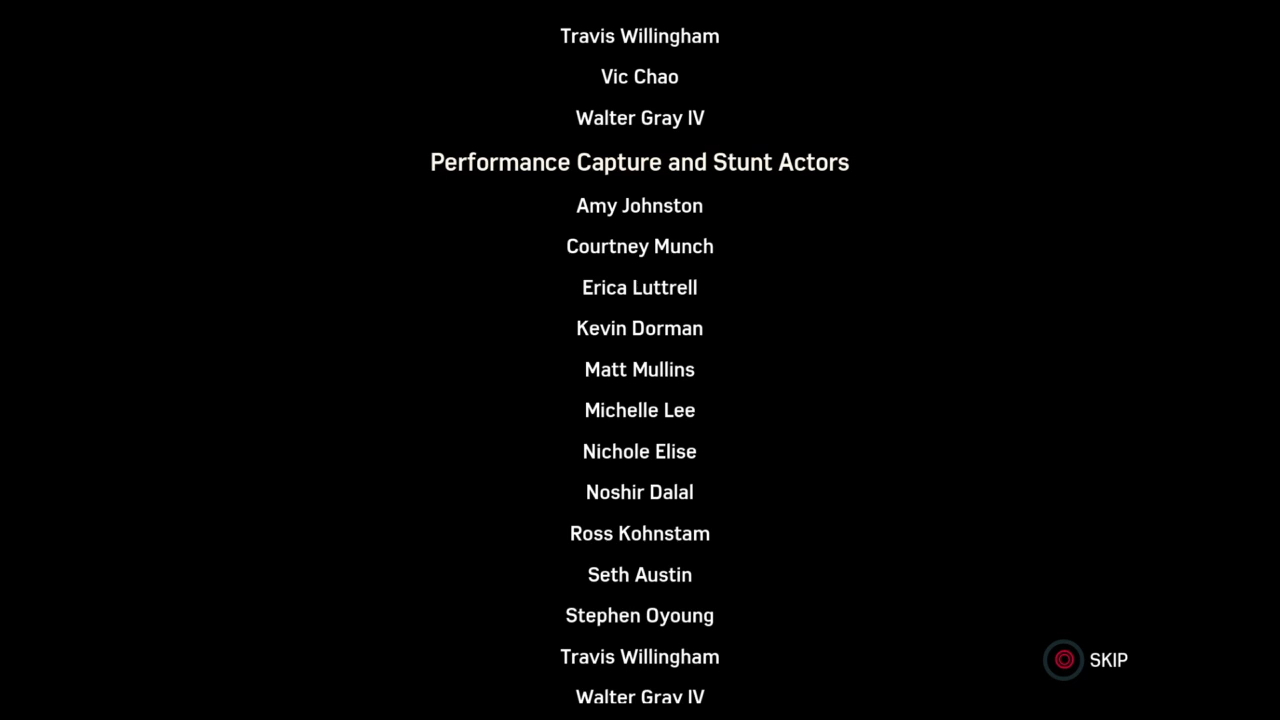 Travis Willingham
Vic Chao
Walter Gray IV
Performance Capture and Stunt Actors
Amy Johnston
Courtney Munch
Erica Luttrell
Kevin Dorman
Matt Mullins
Michelle Lee
Nichole Elise
Noshir Dalal
Ross Kohnstam
Seth Austin
Stephen Oyoung
Travis Willingham
SKIP
Walter Gray IV